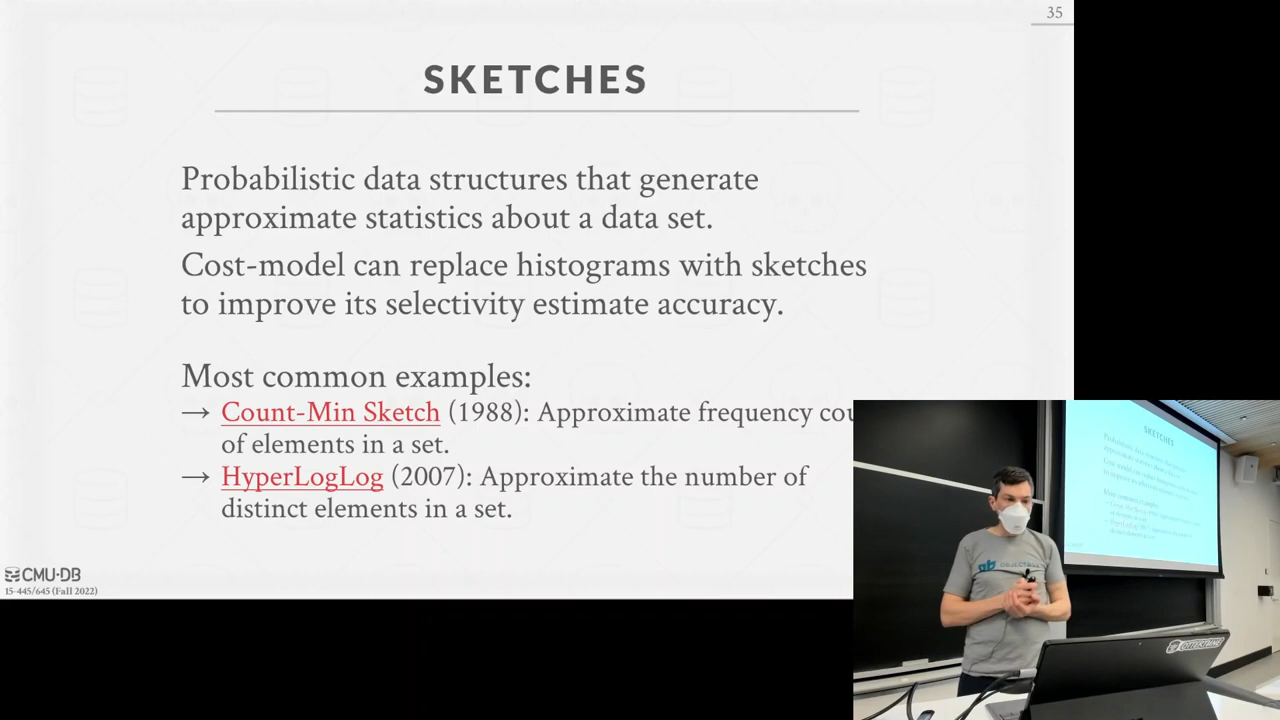 35
SKETCHES
Probabilistic data structures that generate
approximate statistics about a data set.
Cost-model can replace histograms with sketches
to improve its selectivity estimate accuracy.
Most common examples:
→ Count-Min Sketch (1988): Approximate frequency cou
of elements in a set.
→ HyperLogLog (2007): Approximate the number of
distinct elements in a set.
CMU·DB
15-445/645 (Fall 2022)
SKETCHES